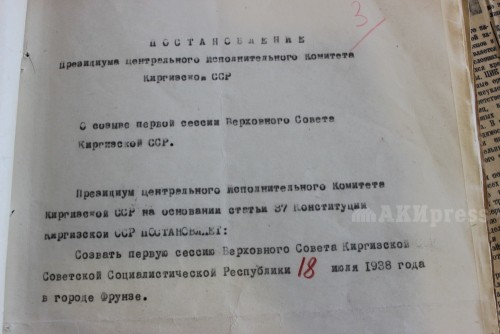 3
ПОСТАНОВЛЕНИЕ
Президиума Центрального Исполнительного Комитета
Киргизской ССР
О созыве первой сессии Верховного Совета
Киргизской ССР.
Президиум Центрального Исполнительного Комитета
Киргизской ССР на основании статьи 37 Конституции
Киргизской ССР ПОСТАНОВЛЯЕТ:
Созвать первую сессию Верховного Совета Киргизской
Советской Социалистической Республики 18 июля 1938 года
в городе Фрунзе.
АКИpress